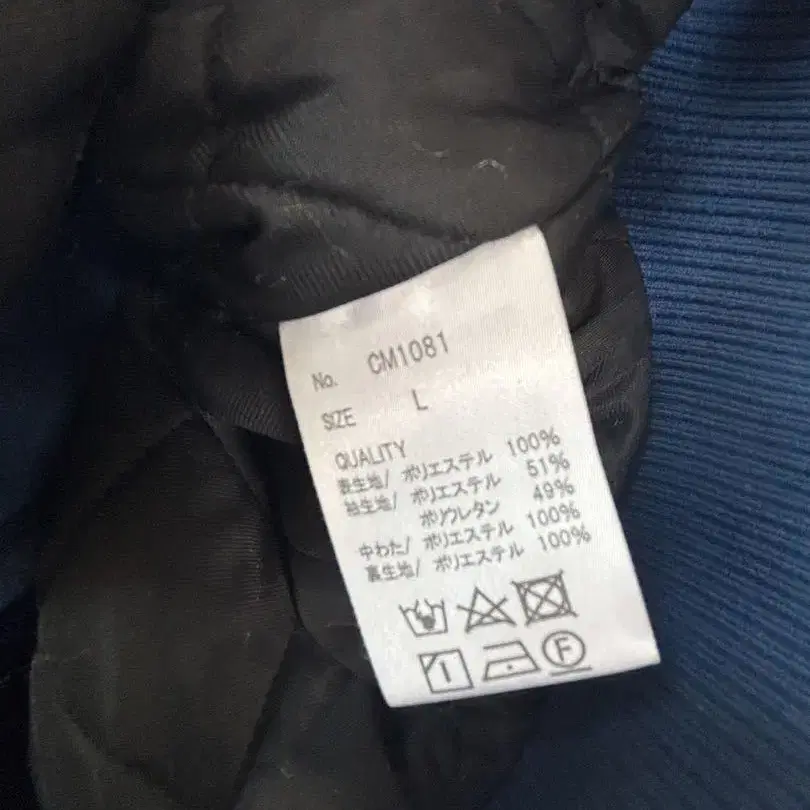 No. CM1081
SIZE L
QUALITY
表生地/ ポリエステル 100%
袖生地/ ポリエステル 51%
ポリウレタン 49%
中わた/ ポリエステル 100%
裏生地/ ポリエステル 100%
F